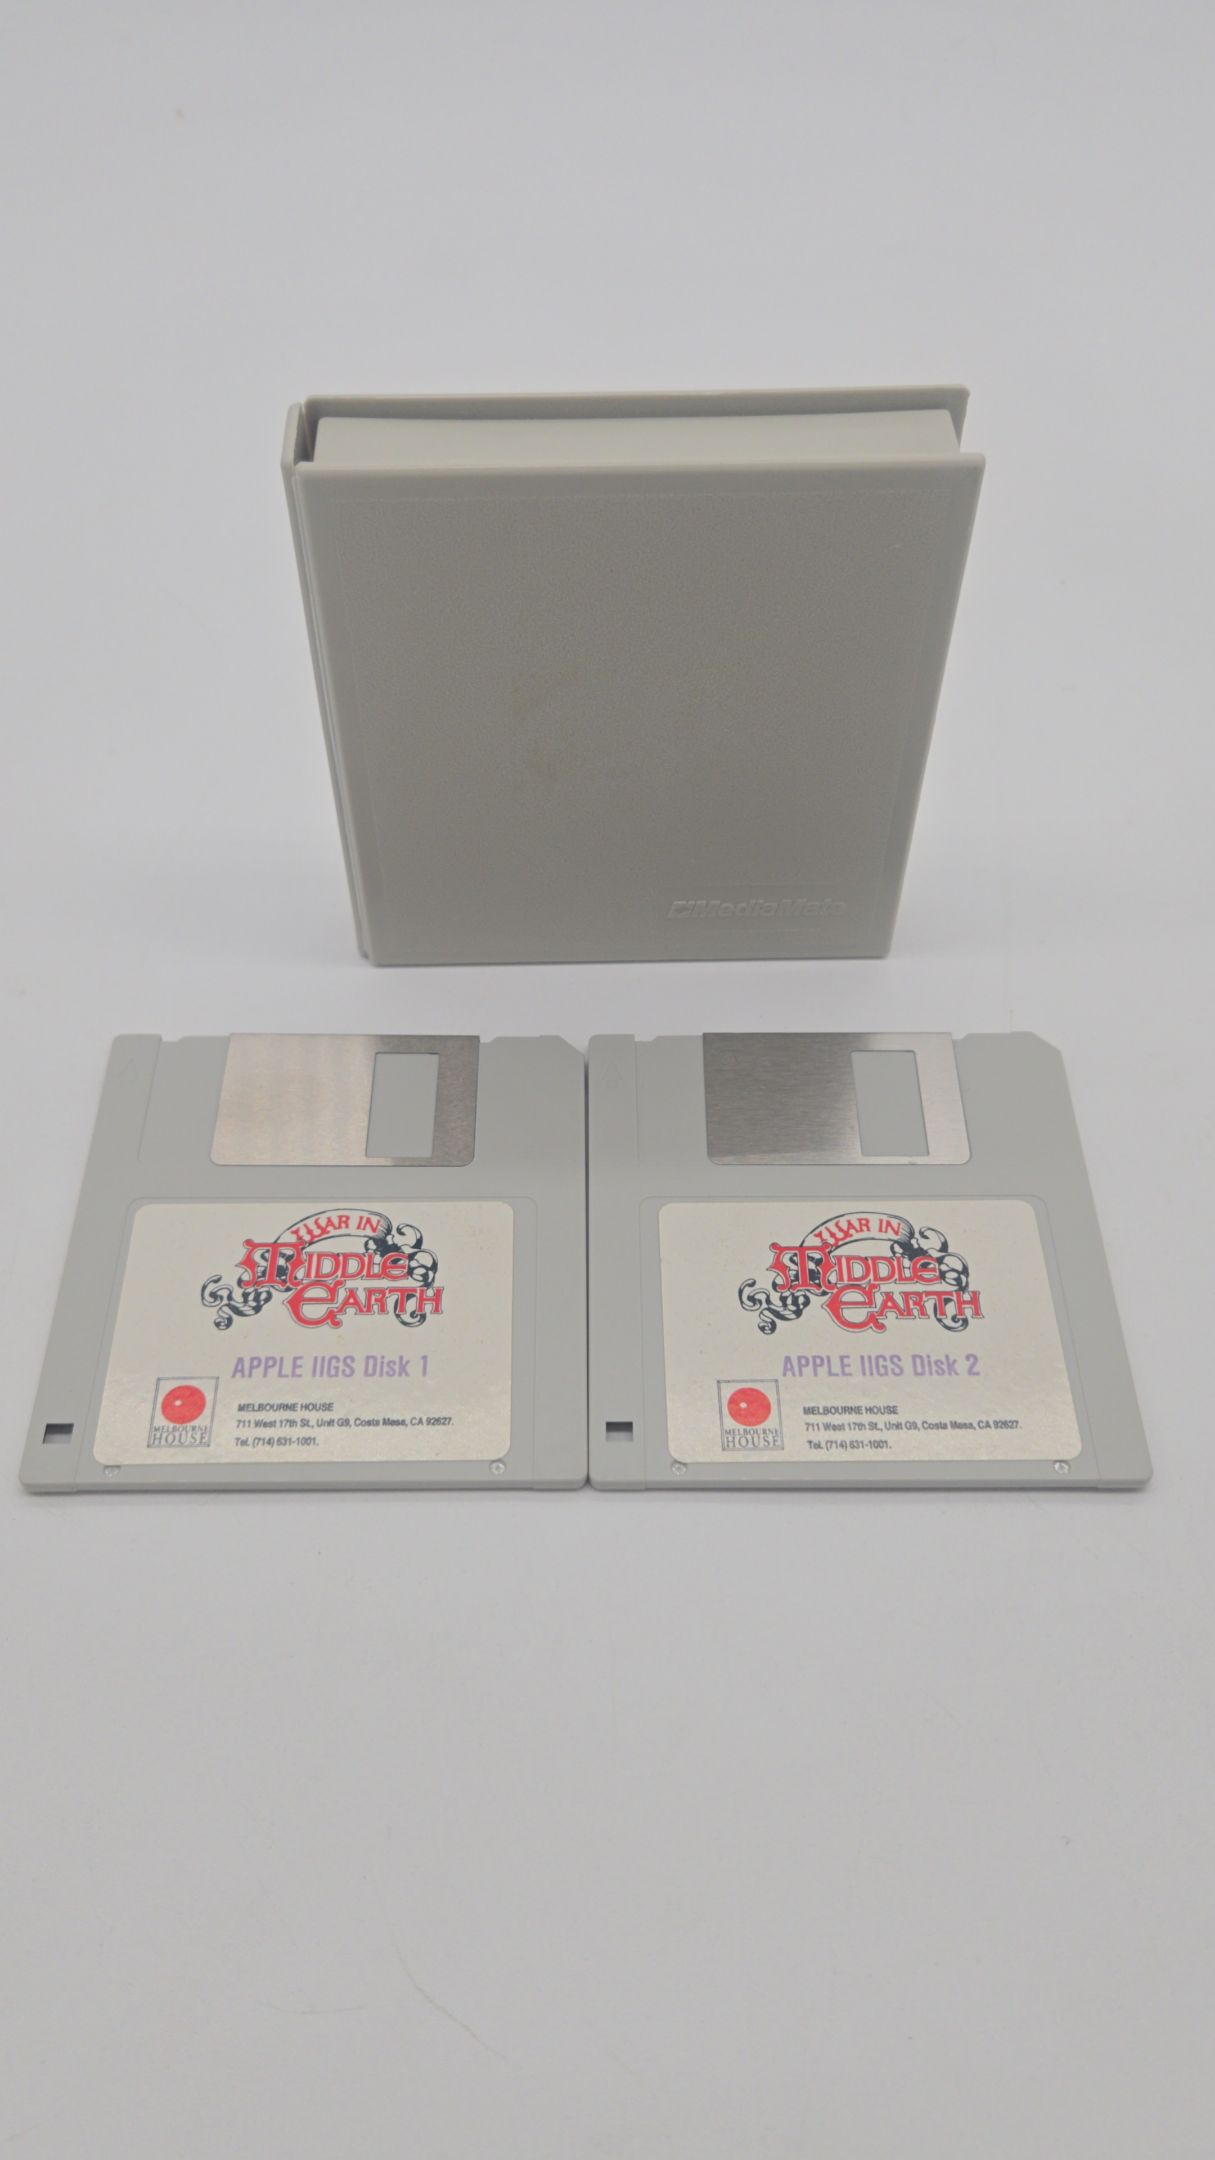 MediaMate
WAR IN
MIDDLE
EARTH
APPLE IIGS Disk 1
MELBOURNE
HOUSE
MELBOURNE HOUSE
711 West 17th St., Unit G9, Costa Mesa, CA 92627.
Tel. (714) 631-1001.
WAR IN
MIDDLE
EARTH
APPLE IIGS Disk 2
MELBOURNE
HOUSE
MELBOURNE HOUSE
711 West 17th St., Unit G9, Costa Mesa, CA 92627.
Tel. (714) 631-1001.